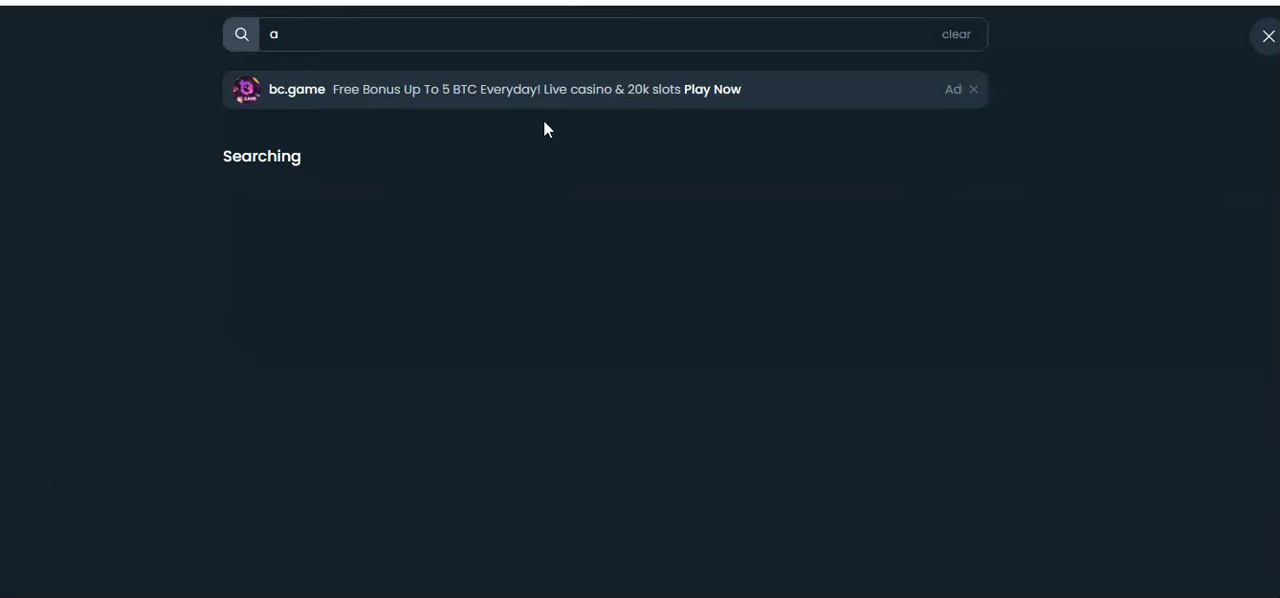 a clear
bc.game Free Bonus Up To 5 BTC Everyday! Live casino & 20k slots Play Now Ad
Searching